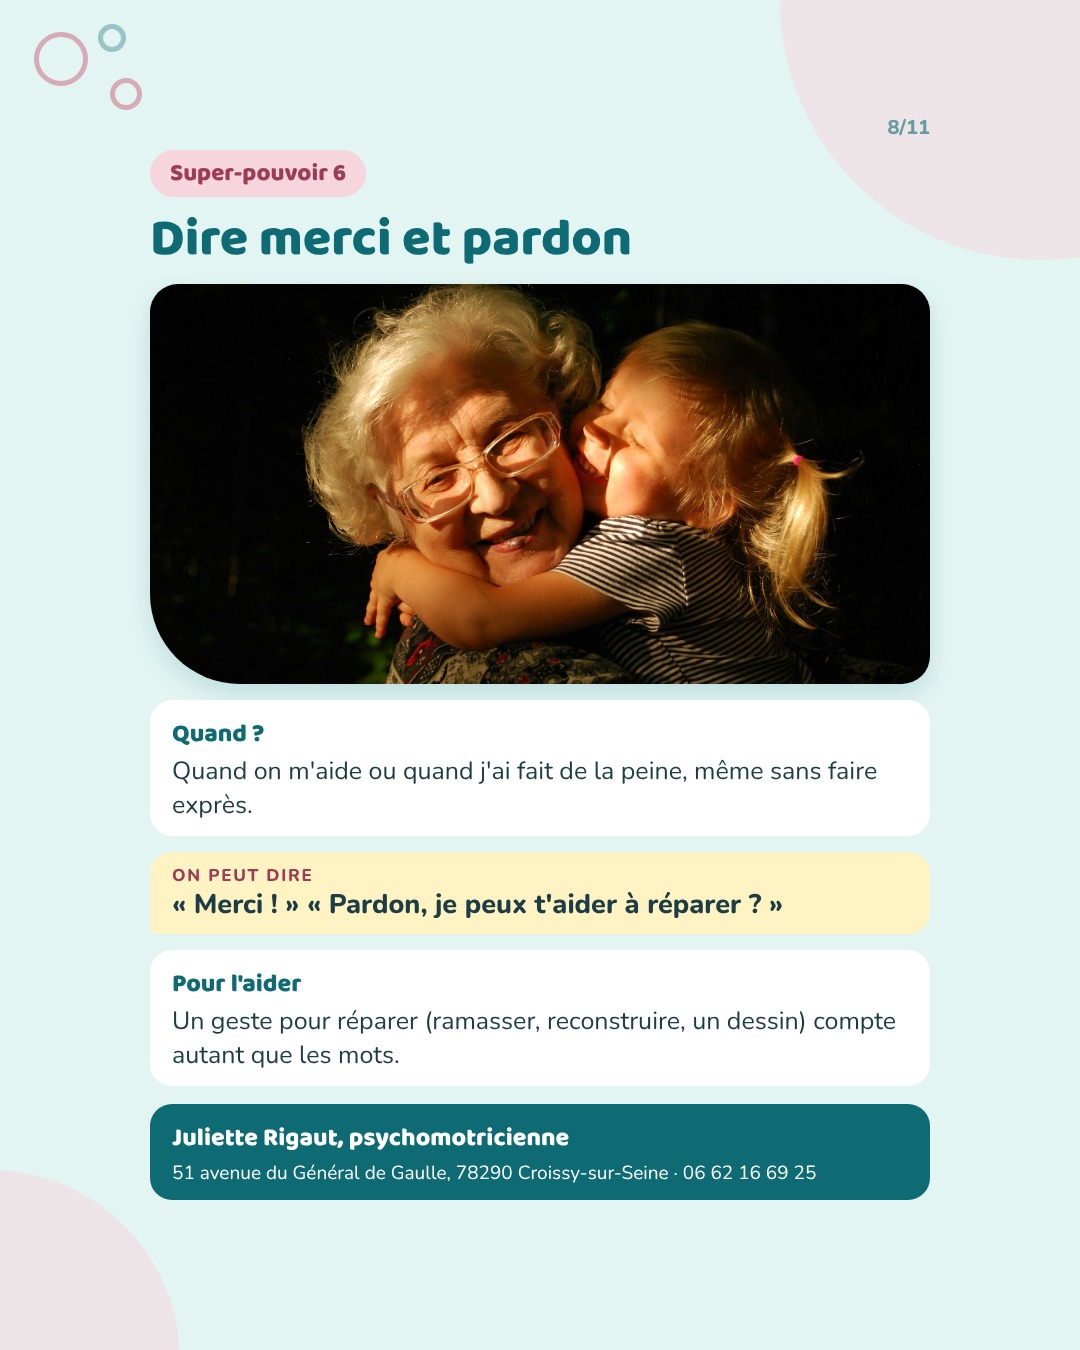 8/11
Super-pouvoir 6
Dire merci et pardon
Quand ?
Quand on m'aide ou quand j'ai fait de la peine, même sans faire
exprès.
ON PEUT DIRE
« Merci ! » « Pardon, je peux t'aider à réparer ? »
Pour l'aider
Un geste pour réparer (ramasser, reconstruire, un dessin) compte
autant que les mots.
Juliette Rigaut, psychomotricienne
51 avenue du Général de Gaulle, 78290 Croissy-sur-Seine · 06 62 16 69 25